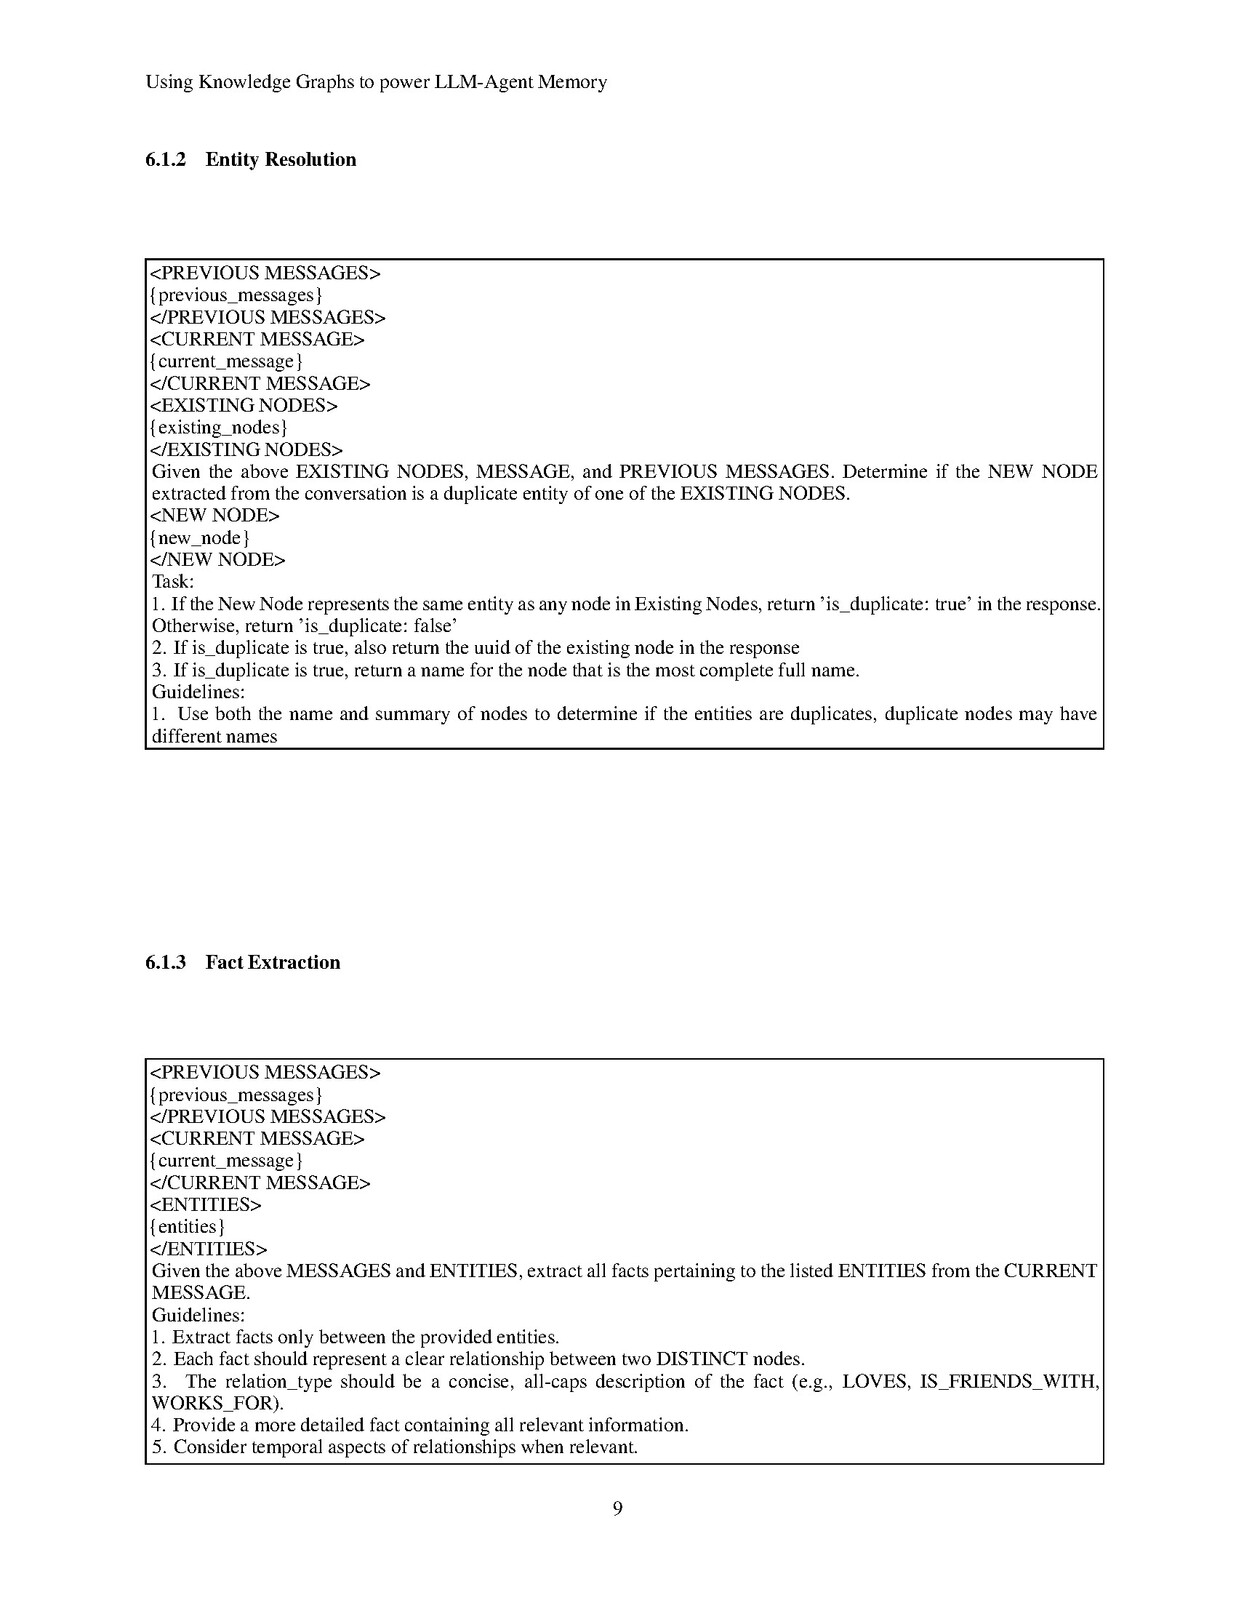 Using Knowledge Graphs to power LLM-Agent Memory
6.1.2 Entity Resolution
<PREVIOUS MESSAGES>
{previous_messages}
</PREVIOUS MESSAGES>
<CURRENT MESSAGE>
{current_message}
</CURRENT MESSAGE>
<EXISTING NODES>
{existing_nodes}
</EXISTING NODES>
Given the above EXISTING NODES, MESSAGE, and PREVIOUS MESSAGES. Determine if the NEW NODE
extracted from the conversation is a duplicate entity of one of the EXISTING NODES.
<NEW NODE>
{new_node}
</NEW NODE>
Task:
1. If the New Node represents the same entity as any node in Existing Nodes, return ’is_duplicate: true’ in the response.
Otherwise, return ’is_duplicate: false’
2. If is_duplicate is true, also return the uuid of the existing node in the response
3. If is_duplicate is true, return a name for the node that is the most complete full name.
Guidelines:
1. Use both the name and summary of nodes to determine if the entities are duplicates, duplicate nodes may have
different names
6.1.3 Fact Extraction
<PREVIOUS MESSAGES>
{previous_messages}
</PREVIOUS MESSAGES>
<CURRENT MESSAGE>
{current_message}
</CURRENT MESSAGE>
<ENTITIES>
{entities}
</ENTITIES>
Given the above MESSAGES and ENTITIES, extract all facts pertaining to the listed ENTITIES from the CURRENT
MESSAGE.
Guidelines:
1. Extract facts only between the provided entities.
2. Each fact should represent a clear relationship between two DISTINCT nodes.
3. The relation_type should be a concise, all-caps description of the fact (e.g., LOVES, IS_FRIENDS_WITH,
WORKS_FOR).
4. Provide a more detailed fact containing all relevant information.
5. Consider temporal aspects of relationships when relevant.
9